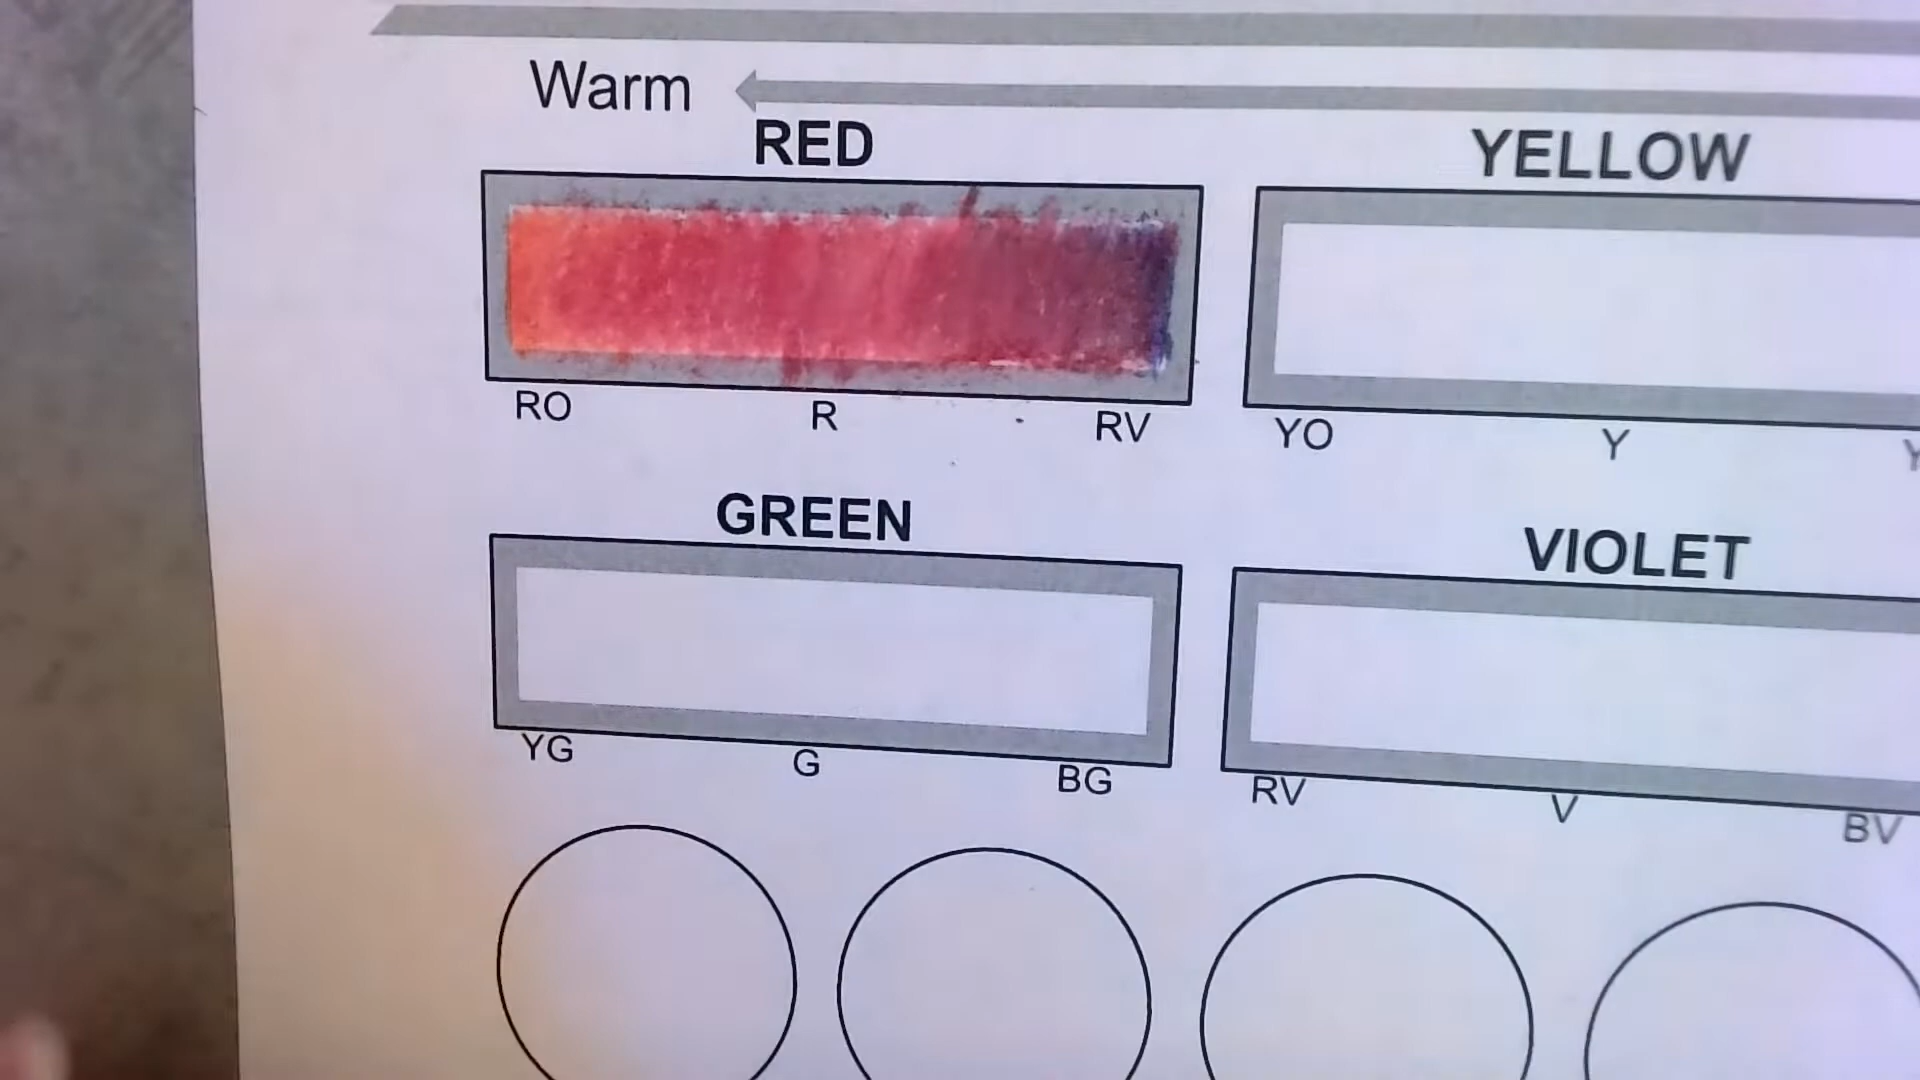 Warm
RED
YELLOW
RO R RV
YO Y
GREEN
VIOLET
YG G BG
RV V BV